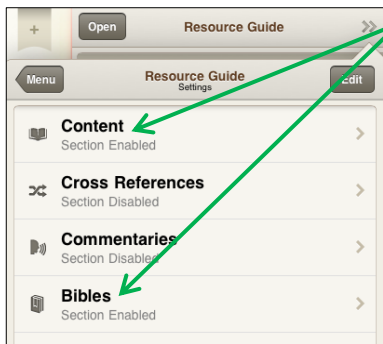 + Open Resource Guide >>
Menu Resource Guide Edit
Settings
Content
Section Enabled
Cross References
Section Disabled
Commentaries
Section Disabled
Bibles
Section Enabled